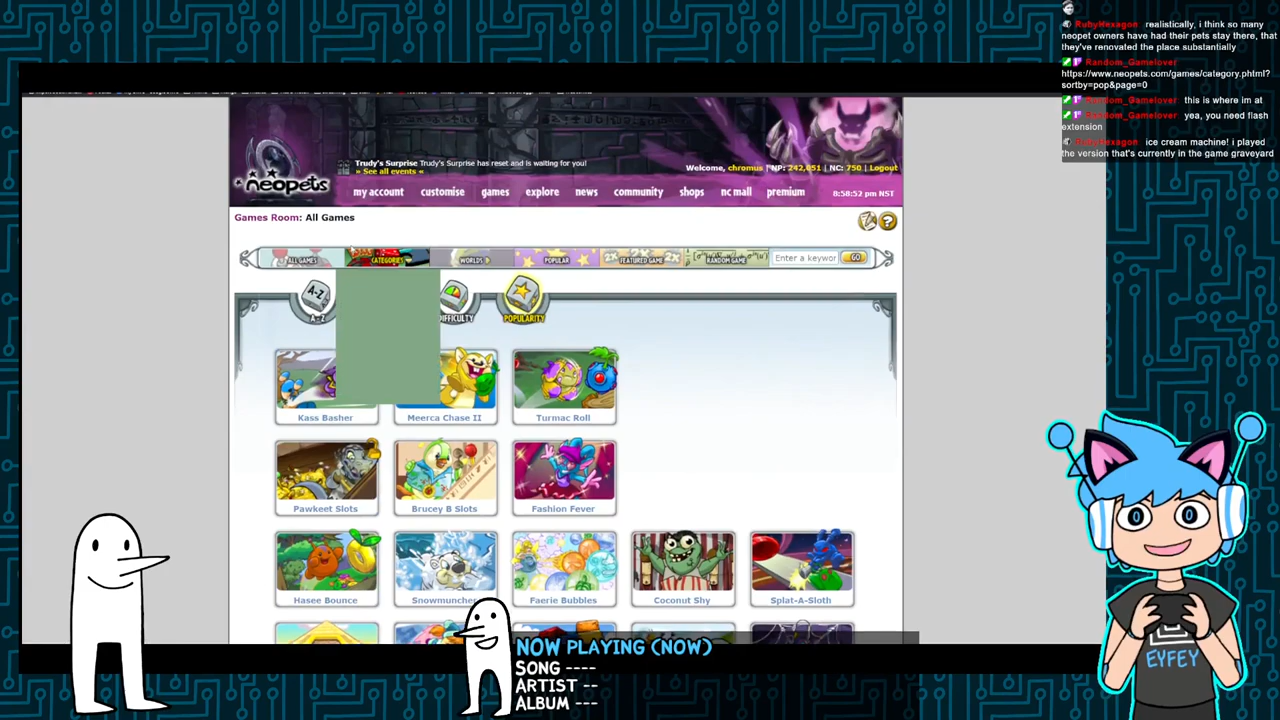 RubyHexagon realistically, i think so many
neopet owners have had their pets stay there, that
they've renovated the place substantially
Random_Gamelover
https://www.neopets.com/games/category.phtml?
sortby=pop&page=0
Random_Gamelover this is where im at
Random_Gamelover yea, you need flash
extension
RubyHexagon ice cream machine! i played
the version that's currently in the game graveyard
Trudy's Surprise Trudy's Surprise has reset and is waiting for you!
» See all events «
Welcome, chromus | NP: 242,051 | NC: 750 | Logout
neopets
my account customise games explore news community shops nc mall premium
8:58:52 pm NST
Games Room: All Games
ALL GAMES CATEGORIES WORLDS POPULAR FEATURED GAME RANDOM GAME Enter a keywor GO
A-Z
A-Z DIFFICULTY POPULARITY
Kass Basher Meerca Chase II Turmac Roll
Pawkeet Slots Brucey B Slots Fashion Fever
Hasee Bounce Snowmuncher Faerie Bubbles Coconut Shy Splat-A-Sloth
NOW PLAYING (NOW)
SONG ----
ARTIST --
ALBUM ---
EYFEY